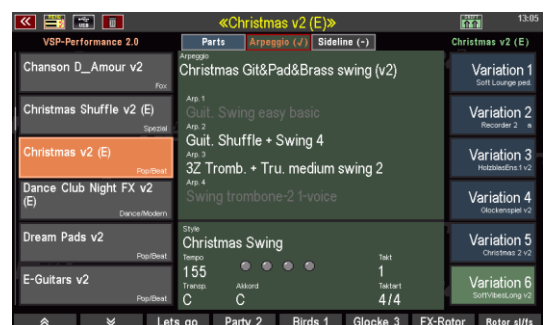 «Christmas v2 (E)»
13:05
VSP-Performance 2.0
Parts
Arpeggio (√)
Sideline (-)
Christmas v2 (E)
Chanson D__Amour v2
Fox
Christmas Shuffle v2 (E)
Spezial
Christmas v2 (E)
Pop/Beat
Dance Club Night FX v2
(E)
Dance/Modern
Dream Pads v2
Pop/Beat
E-Guitars v2
Pop/Beat
Arpeggio
Christmas Git&Pad&Brass swing (v2)
Arp. 1
Guit. Swing easy basic
Arp. 2
Guit. Shuffle + Swing 4
Arp. 3
3Z Tromb. + Tru. medium swing 2
Arp. 4
Swing trombone-2 1-voice
Style
Christmas Swing
Tempo
155
Takt
1
Transp.
C
Akkord
C
Taktart
4/4
Variation 1
Soft Lounge ped.
Variation 2
Recorder 2
Variation 3
HolzblasEns.1 v2
Variation 4
Glockenspiel v2
Variation 5
Christmas 2 v2
Variation 6
SoftVibesLong v2
Lets go
Party 2
Birds 1
Glocke 3
FX-Rotor
Rotor sl/fs